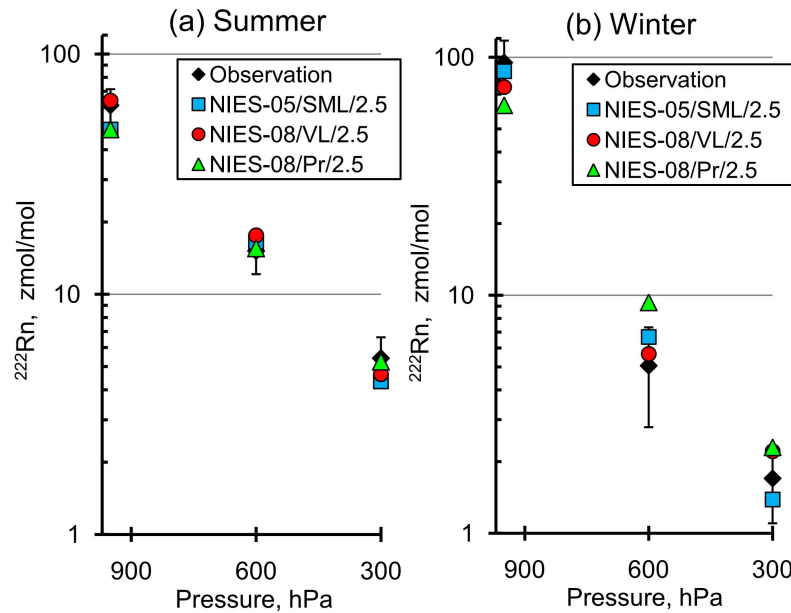 (a) Summer
100
10
1
²²²Rn, zmol/mol
Observation
NIES-05/SML/2.5
NIES-08/VL/2.5
NIES-08/Pr/2.5
900 600 300
Pressure, hPa
(b) Winter
100
10
1
²²²Rn, zmol/mol
Observation
NIES-05/SML/2.5
NIES-08/VL/2.5
NIES-08/Pr/2.5
900 600 300
Pressure, hPa